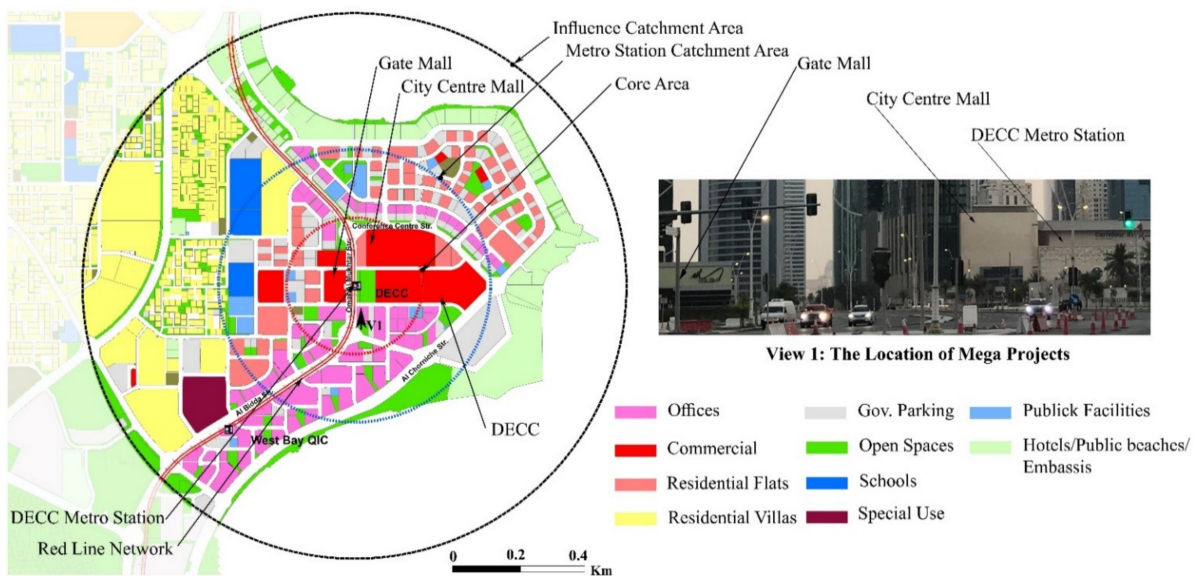 Influence Catchment Area
Metro Station Catchment Area
Gate Mall
City Centre Mall
Core Area
Gate Mall
City Centre Mall
DECC Metro Station
Conference Centre Str.
DECC
V1
Al Chorniche Str.
Al Bidda Str.
West Bay QIC
DECC
DECC Metro Station
Red Line Network
0 0.2 0.4
Km
View 1: The Location of Mega Projects
Offices
Commercial
Residential Flats
Residential Villas
Gov. Parking
Open Spaces
Schools
Special Use
Publick Facilities
Hotels/Public beaches/
Embassis